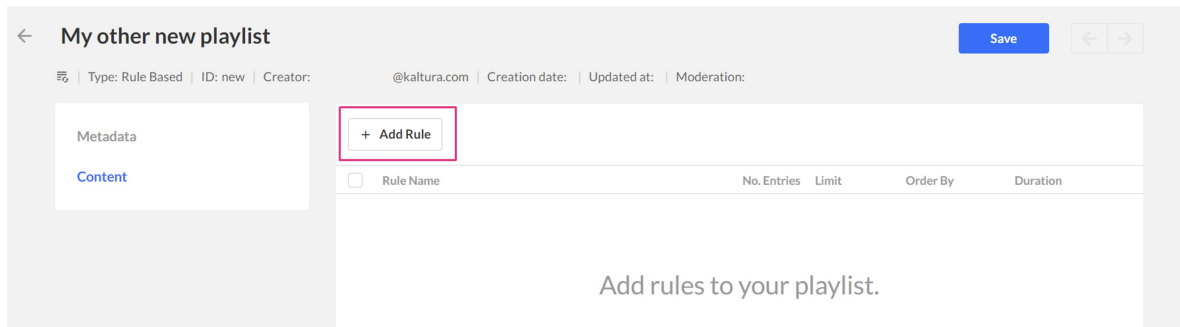 My other new playlist
Save
Type: Rule Based | ID: new | Creator: @kaltura.com | Creation date: | Updated at: | Moderation:
Metadata
+ Add Rule
Content
Rule Name No. Entries Limit Order By Duration
Add rules to your playlist.